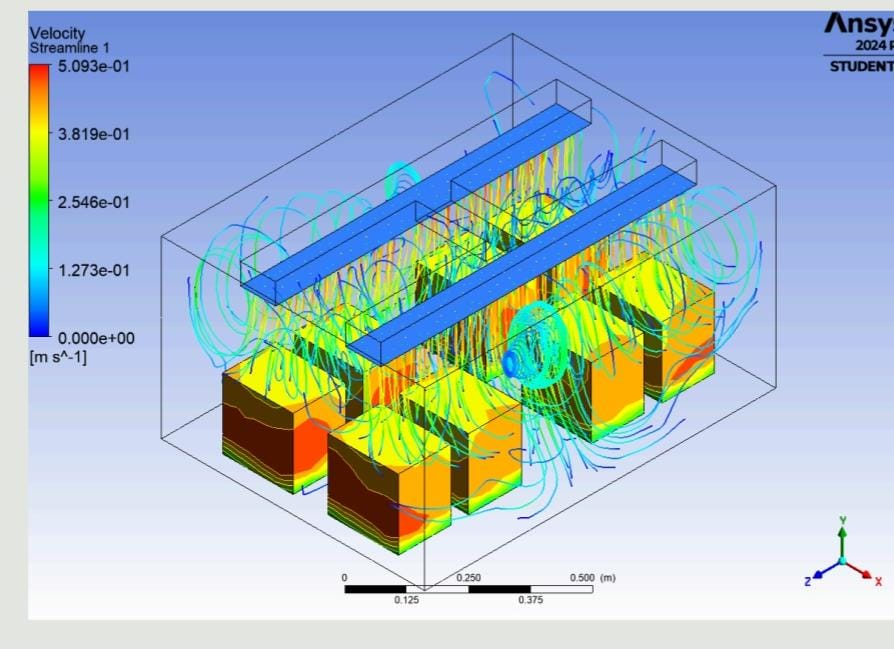 Velocity
Streamline 1
5.093e-01
3.819e-01
2.546e-01
1.273e-01
0.000e+00
[m s^-1]
2024
STUDENT
0 0.250 0.500 (m)
0.125 0.375
Y
Z X